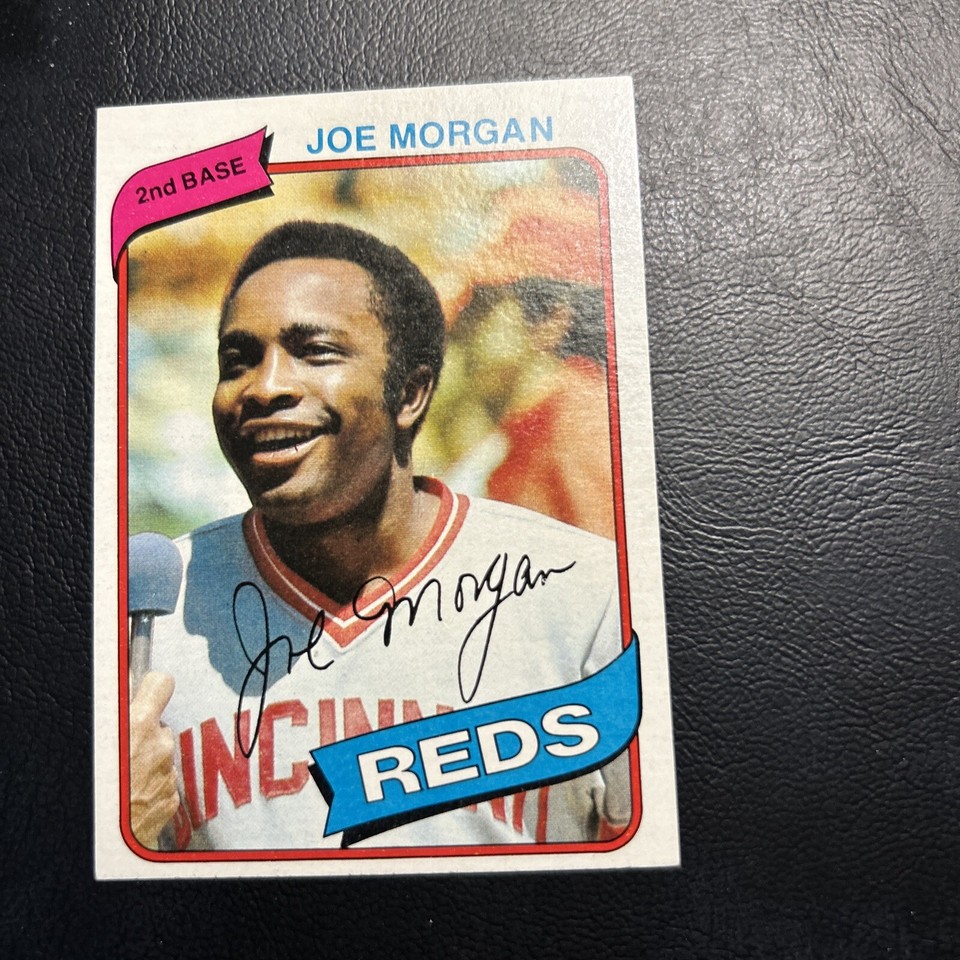 JOE MORGAN
2nd BASE
Joe Morgan
CINCINNATI
REDS